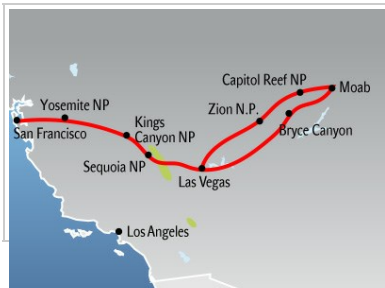 Capitol Reef NP
Moab
Yosemite NP
Zion N.P.
Kings
Canyon NP
San Francisco
Bryce Canyon
Sequoia NP
Las Vegas
Los Angeles